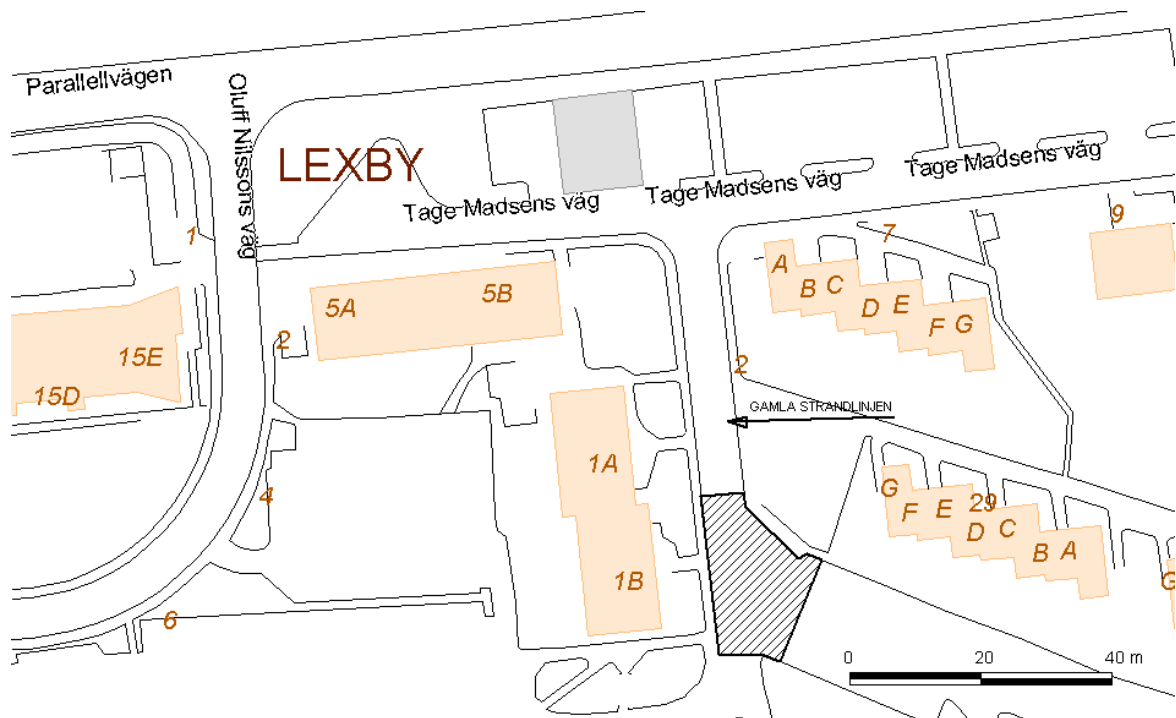 Parallellvägen
Oluff Nilssons väg
LEXBY
Tage Madsens väg
Tage Madsens väg
Tage Madsens väg
1
7
9
A
B
C
D
E
F
G
5A
5B
2
15E
15D
2
GAMLA STRANDLINJEN
1A
4
G
F
E
29
D
C
B
A
G
1B
6
0
20
40 m